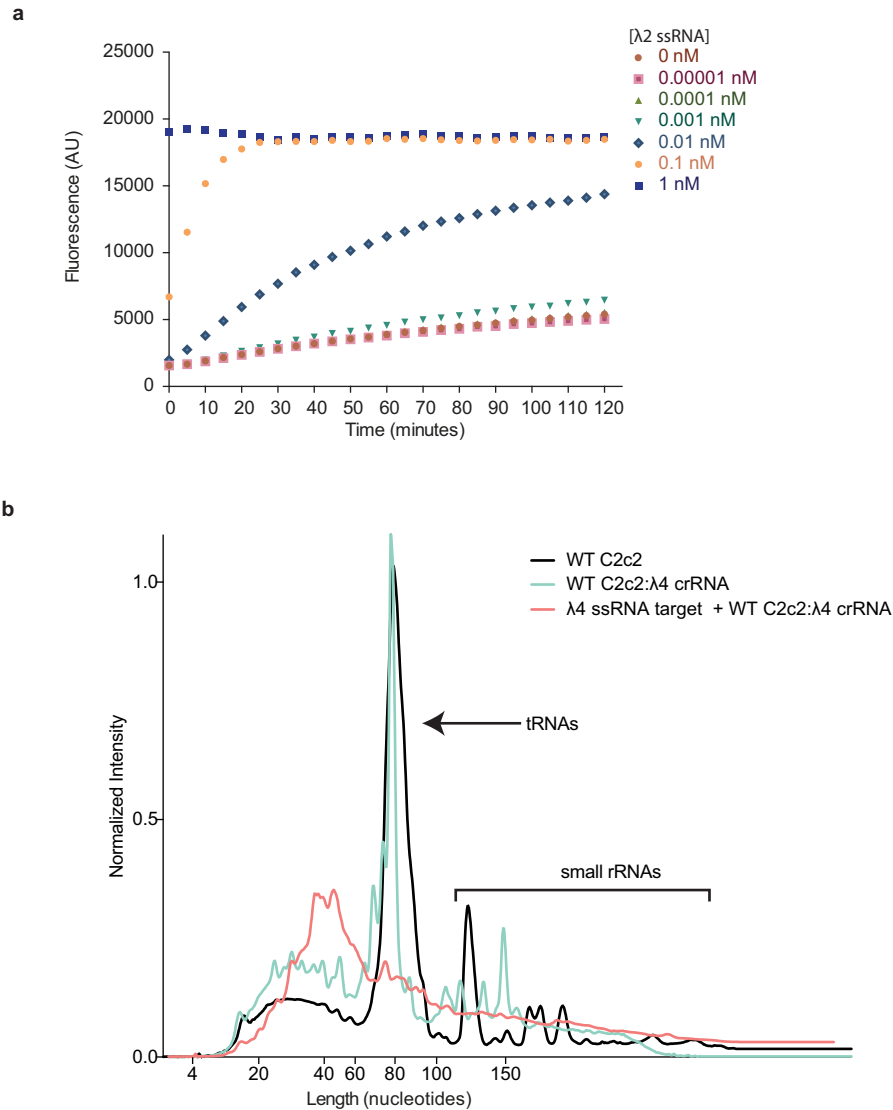 a
25000
20000
15000
10000
5000
0
Fluorescence (AU)
0 10 20 30 40 50 60 70 80 90 100 110 120
Time (minutes)
[λ2 ssRNA]
0 nM
0.00001 nM
0.0001 nM
0.001 nM
0.01 nM
0.1 nM
1 nM
b
1.0
0.5
0.0
Normalized Intensity
WT C2c2
WT C2c2:λ4 crRNA
λ4 ssRNA target + WT C2c2:λ4 crRNA
tRNAs
small rRNAs
4 20 40 60 80 100 150
Length (nucleotides)